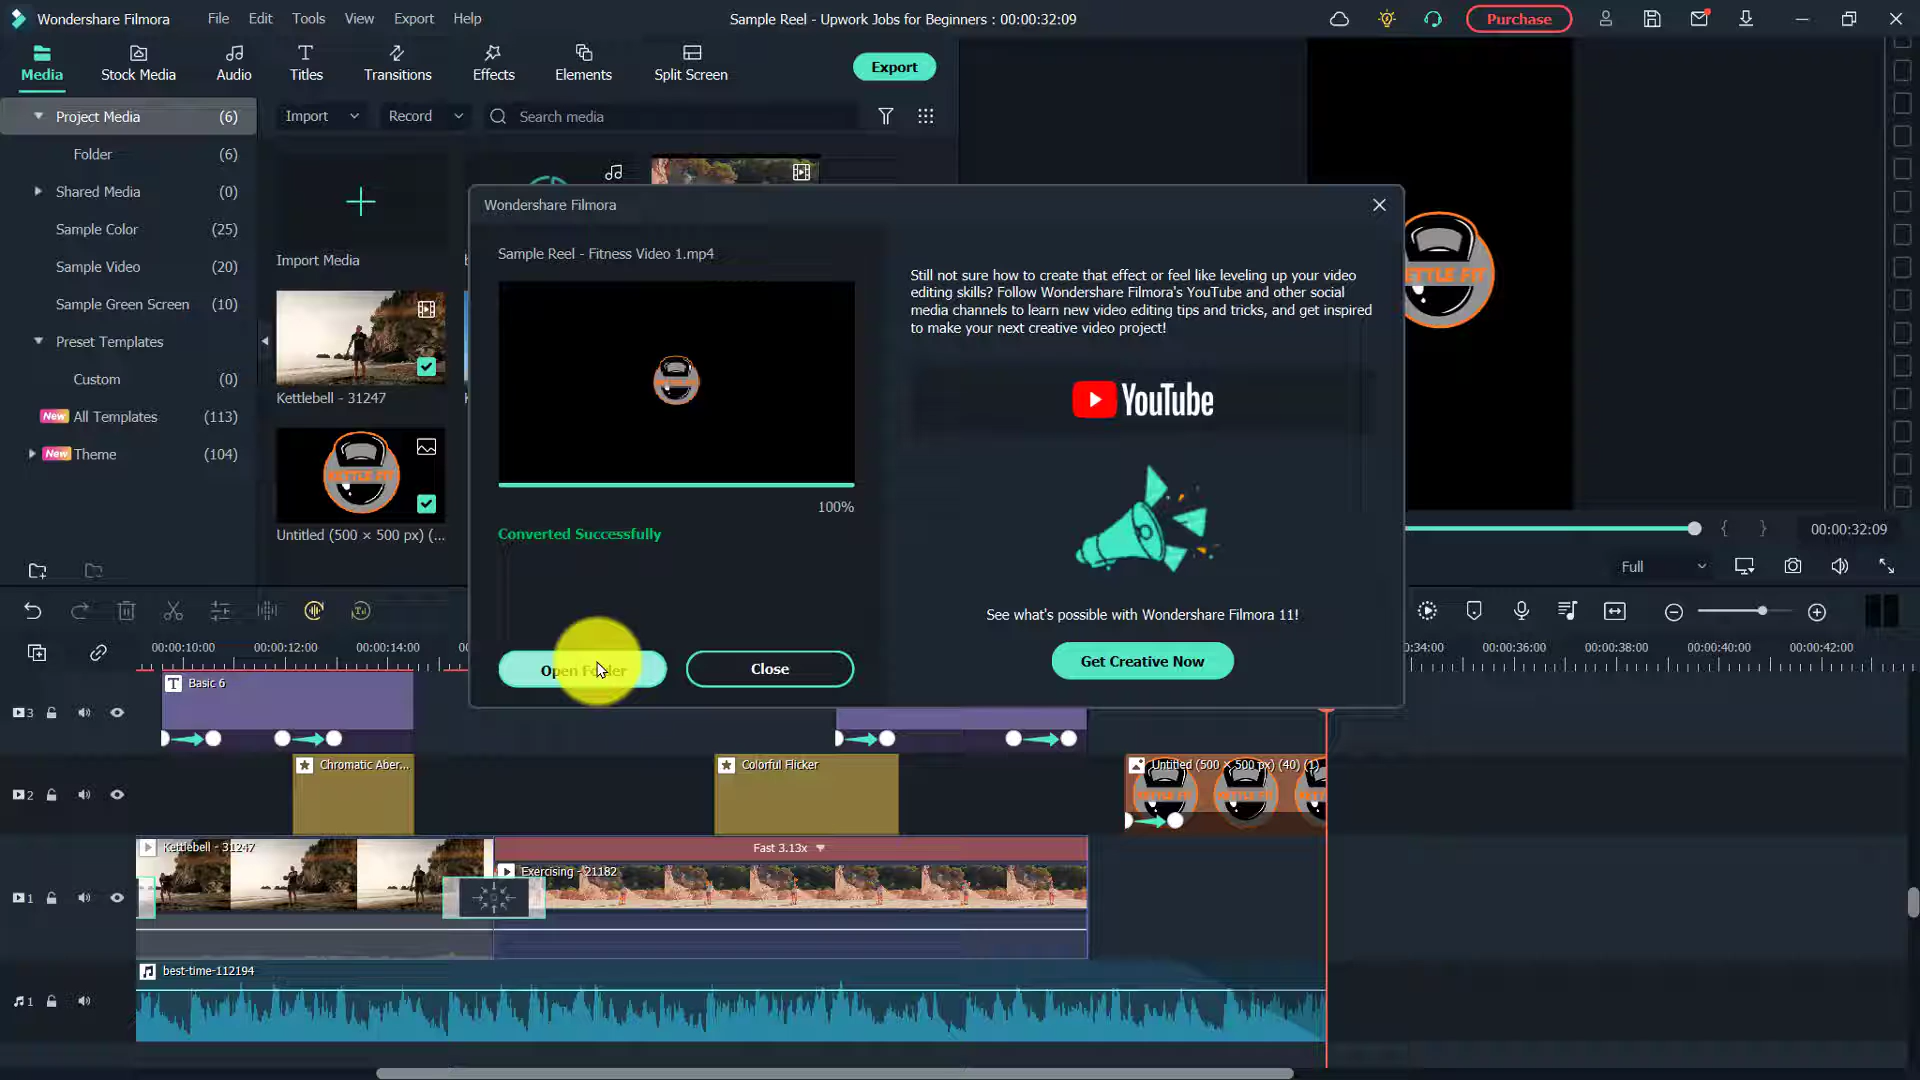 Wondershare Filmora
File
Edit
Tools
View
Export
Help
Sample Reel - Upwork Jobs for Beginners : 00:00:32:09
Purchase
Media
Stock Media
Audio
Titles
Transitions
Effects
Elements
Split Screen
Export
Project Media (6)
Folder (6)
Shared Media (0)
Sample Color (25)
Sample Video (20)
Sample Green Screen (10)
Preset Templates
Custom (0)
New All Templates (113)
New Theme (104)
Import
Record
Search media
Import Media
Kettlebell - 31247
KETTLE FIT
Untitled (500 × 500 px) (...
Wondershare Filmora
Sample Reel - Fitness Video 1.mp4
100%
Converted Successfully
Open Folder
Close
Still not sure how to create that effect or feel like leveling up your video
editing skills? Follow Wondershare Filmora's YouTube and other social
media channels to learn new video editing tips and tricks, and get inspired
to make your next creative video project!
YouTube
See what's possible with Wondershare Filmora 11!
Get Creative Now
00:00:32:09
Full
00:00:10:00
00:00:12:00
00:00:14:00
0:34:00
00:00:36:00
00:00:38:00
00:00:40:00
00:00:42:00
3
Basic 6
2
Chromatic Aber...
Colorful Flicker
Untitled (500 × 500 px) (40) (1)
1
Kettlebell - 31247
Fast 3.13x
Exercising - 21182
1
best-time-112194